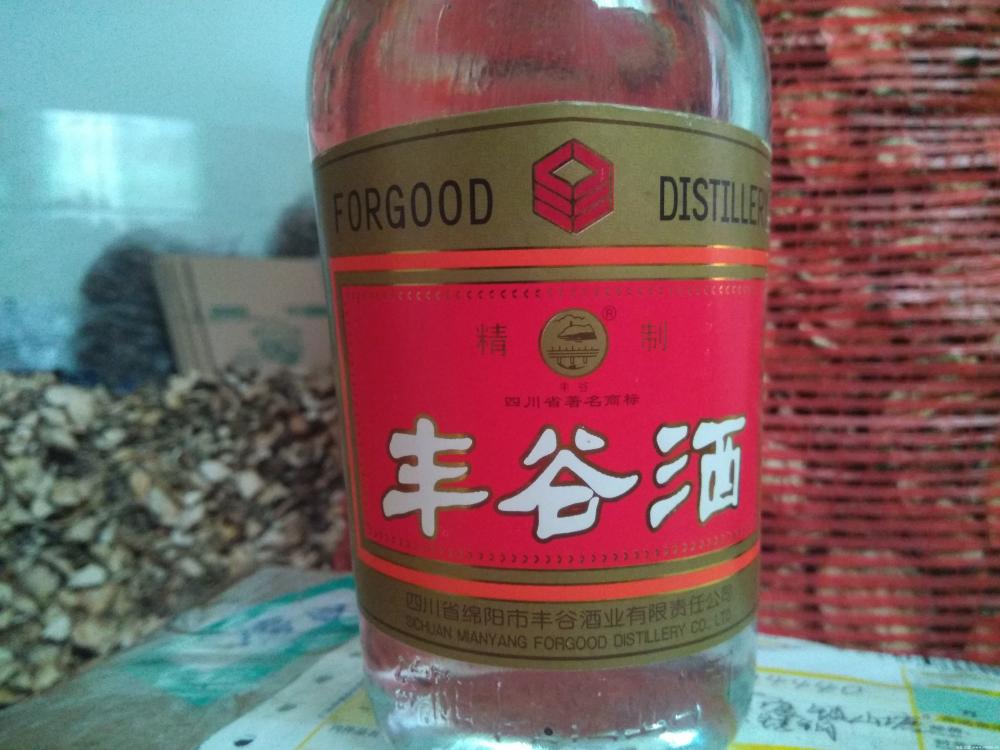 FORGOOD DISTILLERY
精 制
®
丰谷
四川省著名商标
丰谷酒
四川省绵阳市丰谷酒业有限责任公司
SICHUAN MIANYANG FORGOOD DISTILLERY CO., LTD